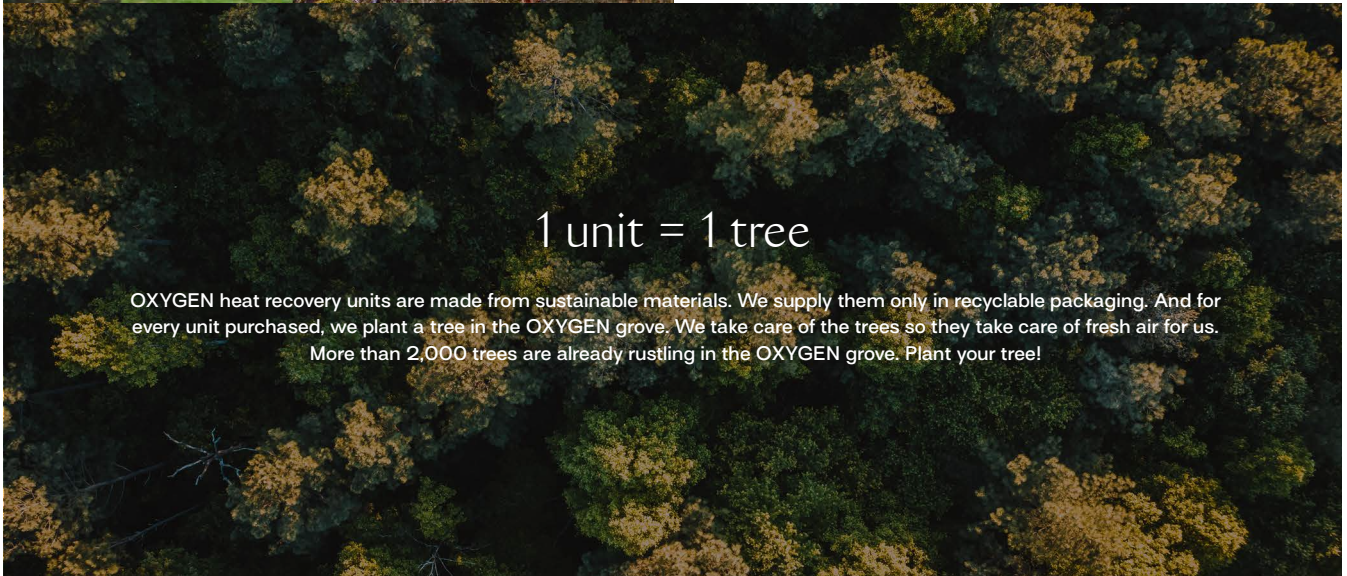 1 unit = 1 tree
OXYGEN heat recovery units are made from sustainable materials. We supply them only in recyclable packaging. And for
every unit purchased, we plant a tree in the OXYGEN grove. We take care of the trees so they take care of fresh air for us.
More than 2,000 trees are already rustling in the OXYGEN grove. Plant your tree!